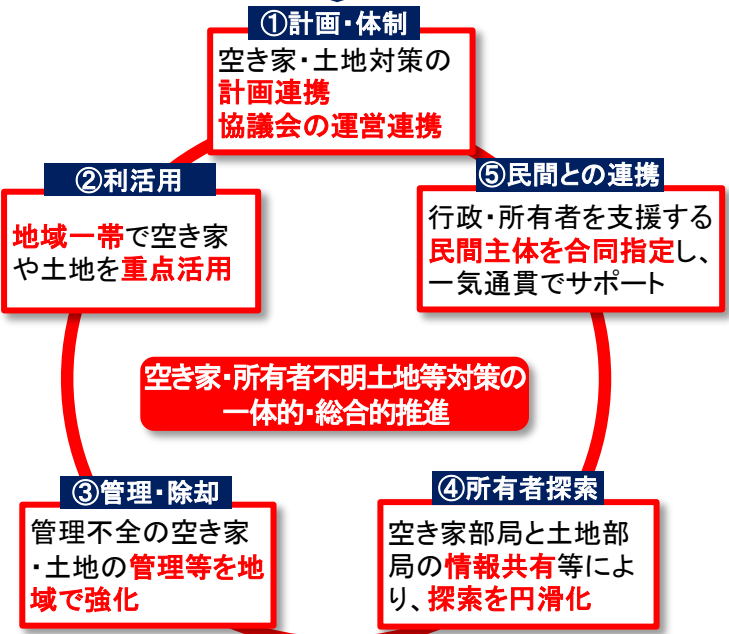 ①計画・体制
空き家・土地対策の
計画連携
協議会の運営連携
②利活用
地域一帯で空き家
や土地を重点活用
③管理・除却
管理不全の空き家
・土地の管理等を地
域で強化
④所有者探索
空き家部局と土地部
局の情報共有等によ
り、探索を円滑化
⑤民間との連携
行政・所有者を支援する
民間主体を合同指定し、
一気通貫でサポート
空き家・所有者不明土地等対策の
一体的・総合的推進